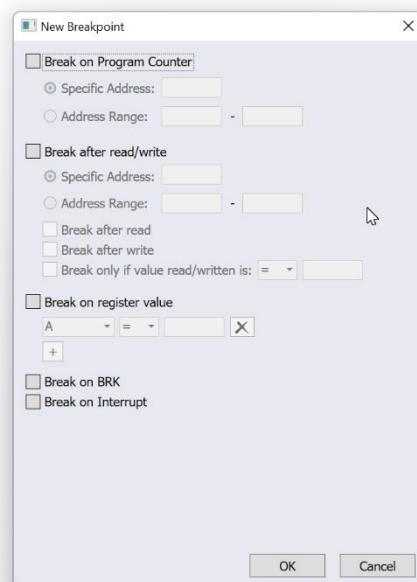 New Breakpoint
Break on Program Counter
Specific Address:
Address Range: -
Break after read/write
Specific Address:
Address Range: -
Break after read
Break after write
Break only if value read/written is: =
Break on register value
A =
+
Break on BRK
Break on Interrupt
OK Cancel